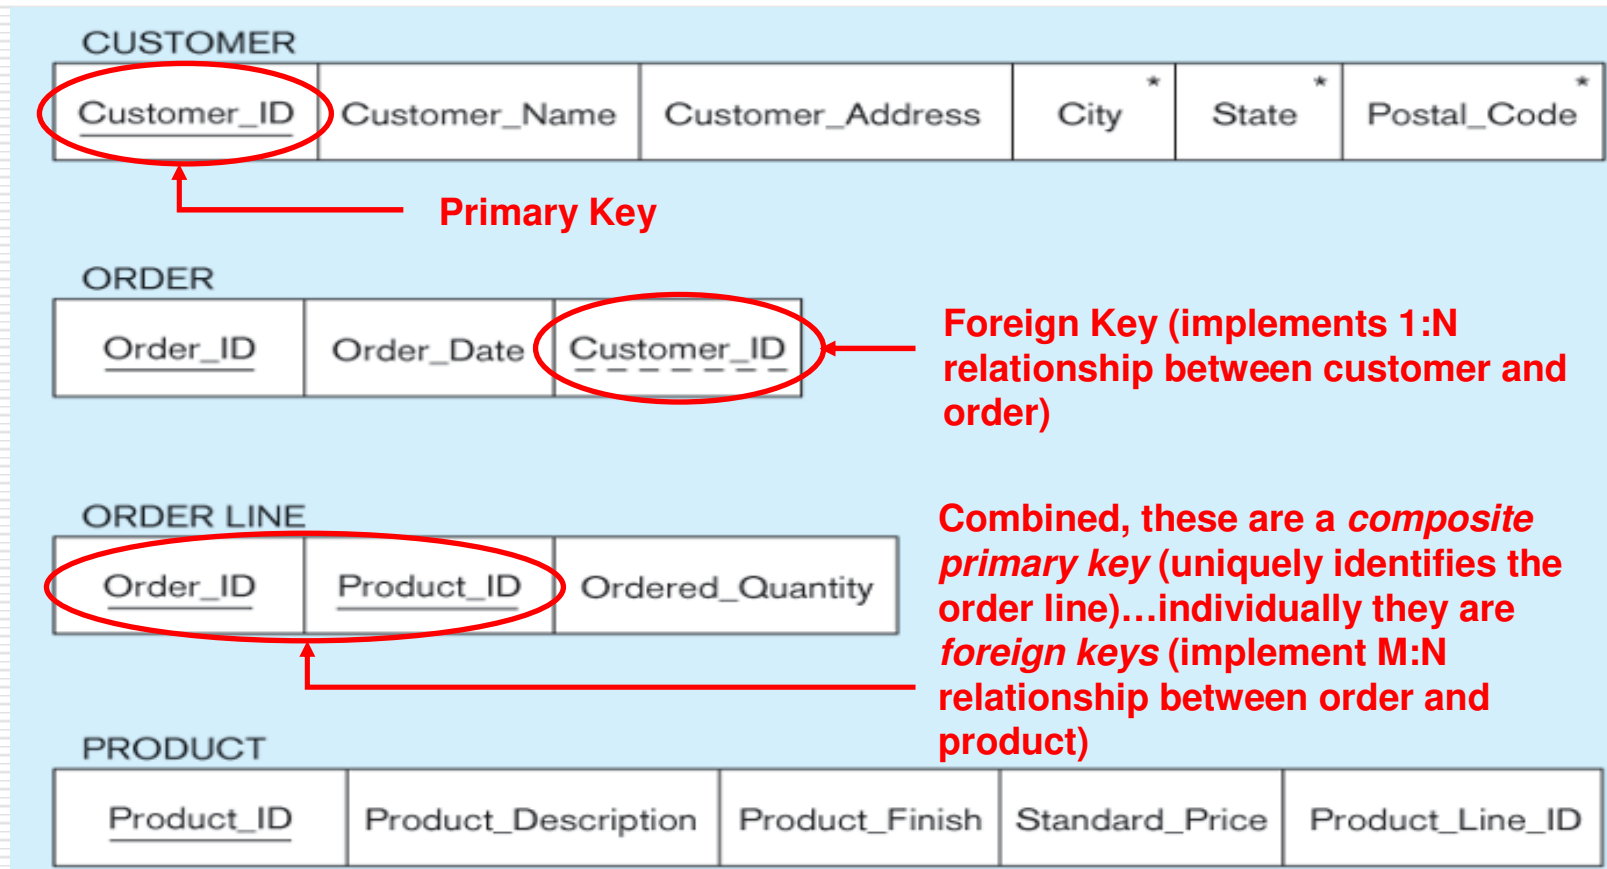 CUSTOMER
Customer_ID Customer_Name Customer_Address City * State * Postal_Code *
Primary Key
ORDER
Order_ID Order_Date Customer_ID
Foreign Key (implements 1:N
relationship between customer and
order)
ORDER LINE
Order_ID Product_ID Ordered_Quantity
Combined, these are a composite
primary key (uniquely identifies the
order line)…individually they are
foreign keys (implement M:N
relationship between order and
product)
PRODUCT
Product_ID Product_Description Product_Finish Standard_Price Product_Line_ID